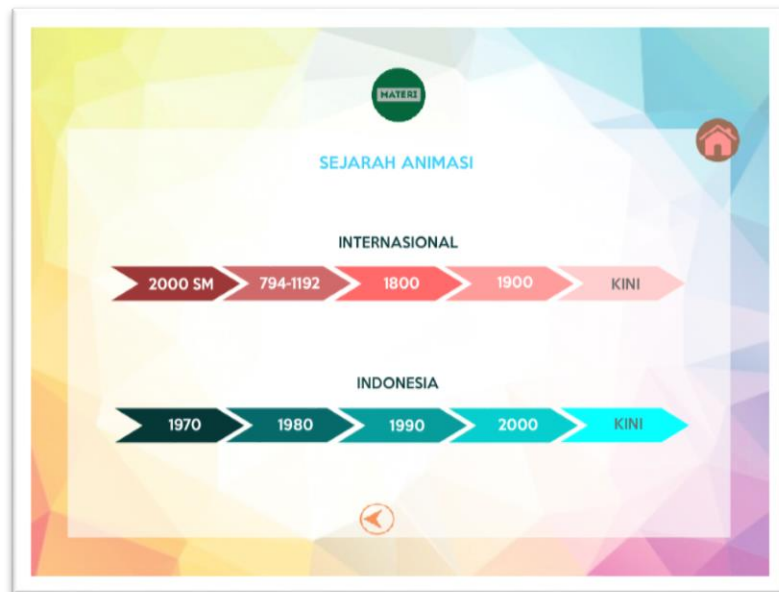 MATERI
SEJARAH ANIMASI
INTERNASIONAL
2000 SM 794-1192 1800 1900 KINI
INDONESIA
1970 1980 1990 2000 KINI